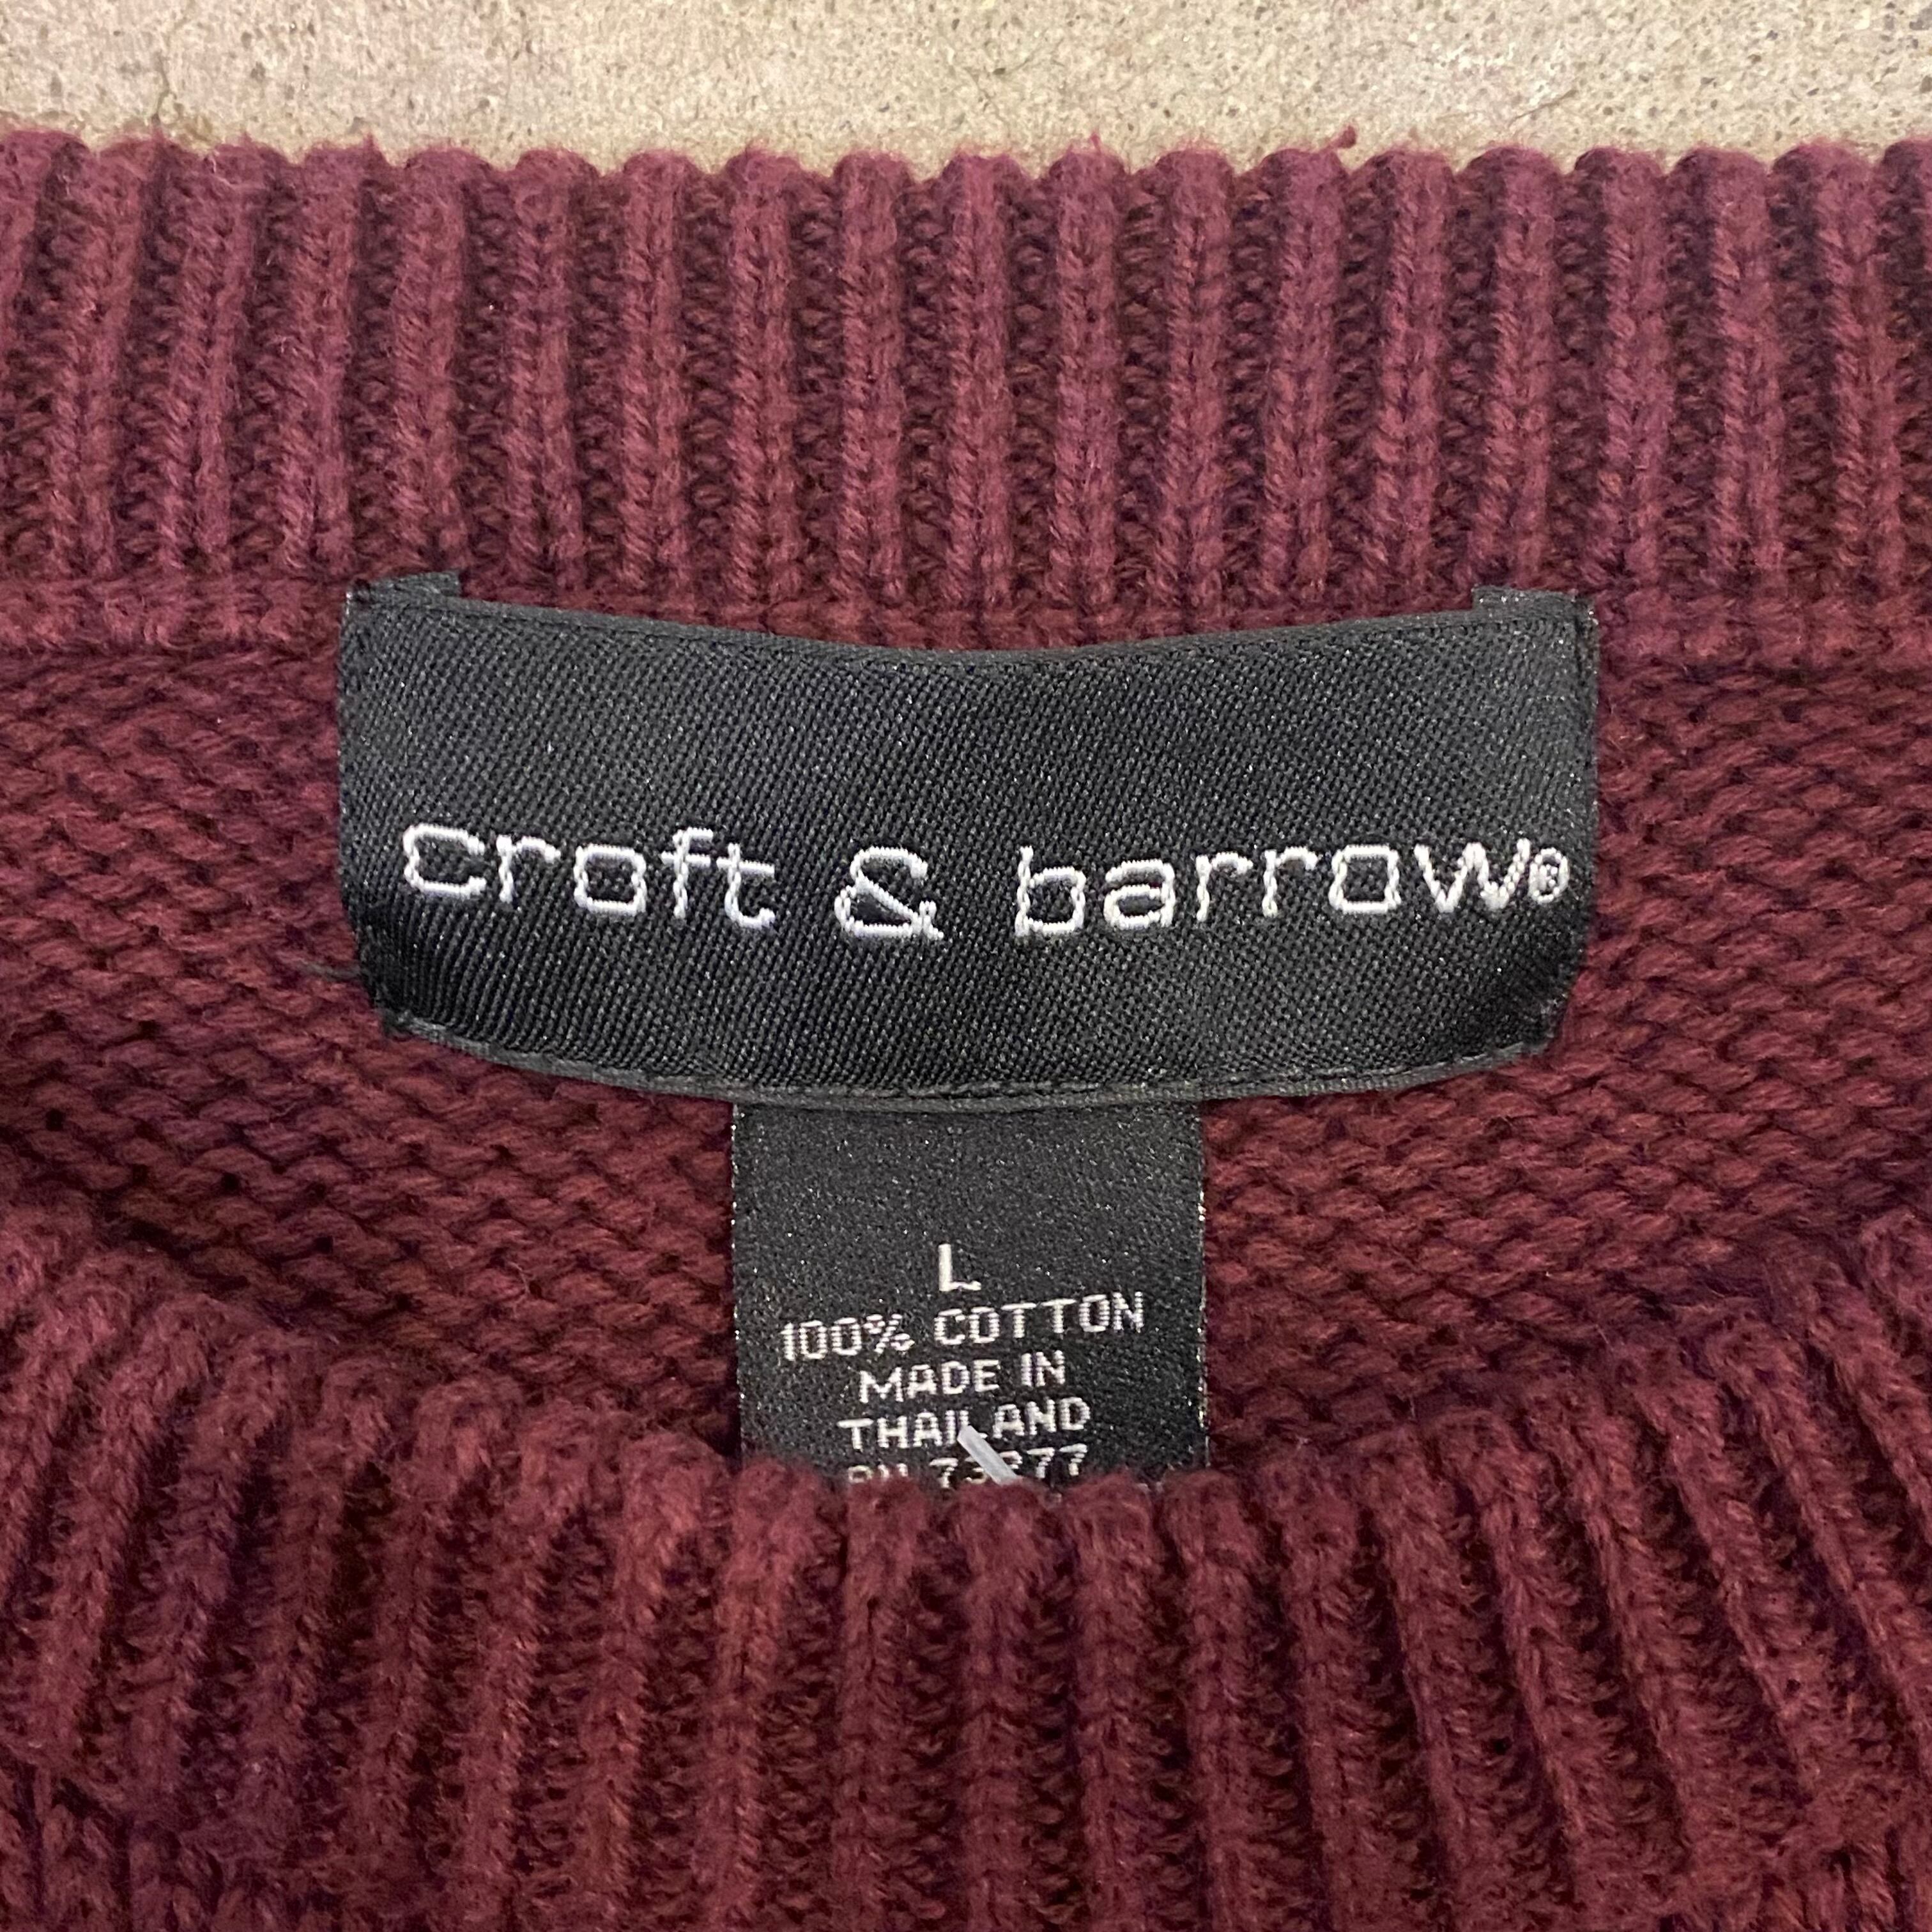 croft & barrow®
L
100% COTTON
MADE IN
THAILAND